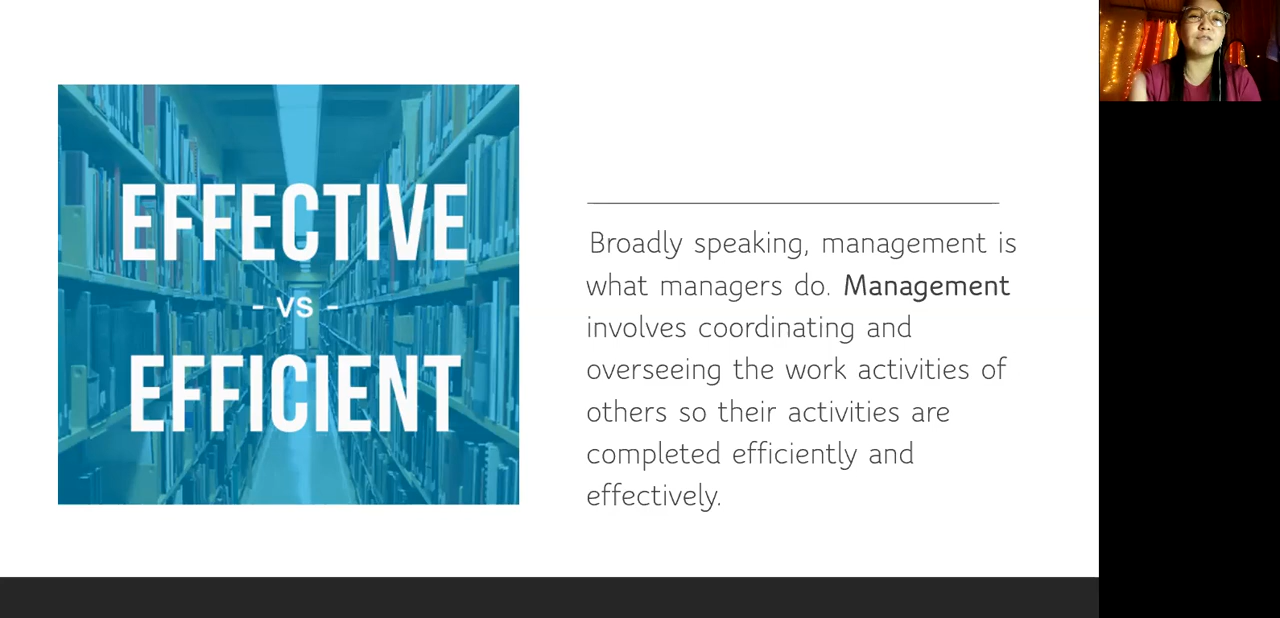 EFFECTIVE
- VS -
EFFICIENT
Broadly speaking, management is
what managers do. Management
involves coordinating and
overseeing the work activities of
others so their activities are
completed efficiently and
effectively.